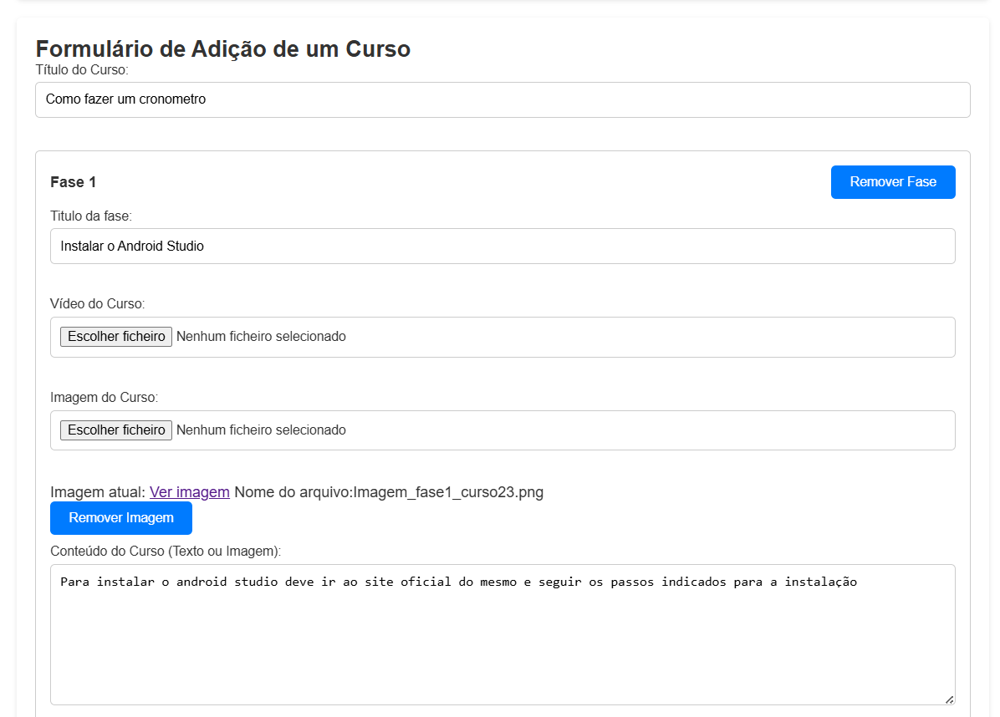 Formulário de Adição de um Curso
Título do Curso:
Como fazer um cronometro
Fase 1
Remover Fase
Titulo da fase:
Instalar o Android Studio
Vídeo do Curso:
Escolher ficheiro Nenhum ficheiro selecionado
Imagem do Curso:
Escolher ficheiro Nenhum ficheiro selecionado
Imagem atual: Ver imagem Nome do arquivo:Imagem_fase1_curso23.png
Remover Imagem
Conteúdo do Curso (Texto ou Imagem):
Para instalar o android studio deve ir ao site oficial do mesmo e seguir os passos indicados para a instalação